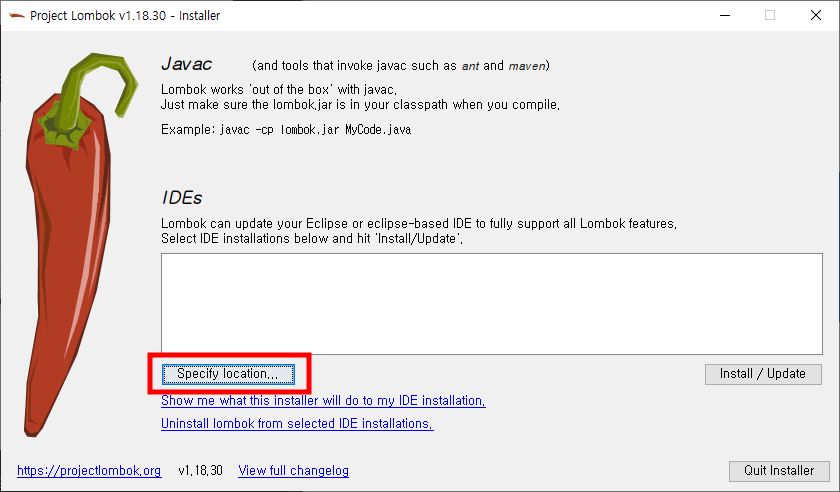 Project Lombok v1.18.30 - Installer
Javac (and tools that invoke javac such as ant and maven)
Lombok works 'out of the box' with javac.
Just make sure the lombok.jar is in your classpath when you compile.
Example: javac -cp lombok.jar MyCode.java
IDEs
Lombok can update your Eclipse or eclipse-based IDE to fully support all Lombok features.
Select IDE installations below and hit 'Install/Update'.
Specify location... Install / Update
Show me what this installer will do to my IDE installation.
Uninstall lombok from selected IDE installations.
https://projectlombok.org v1.18.30 View full changelog Quit Installer